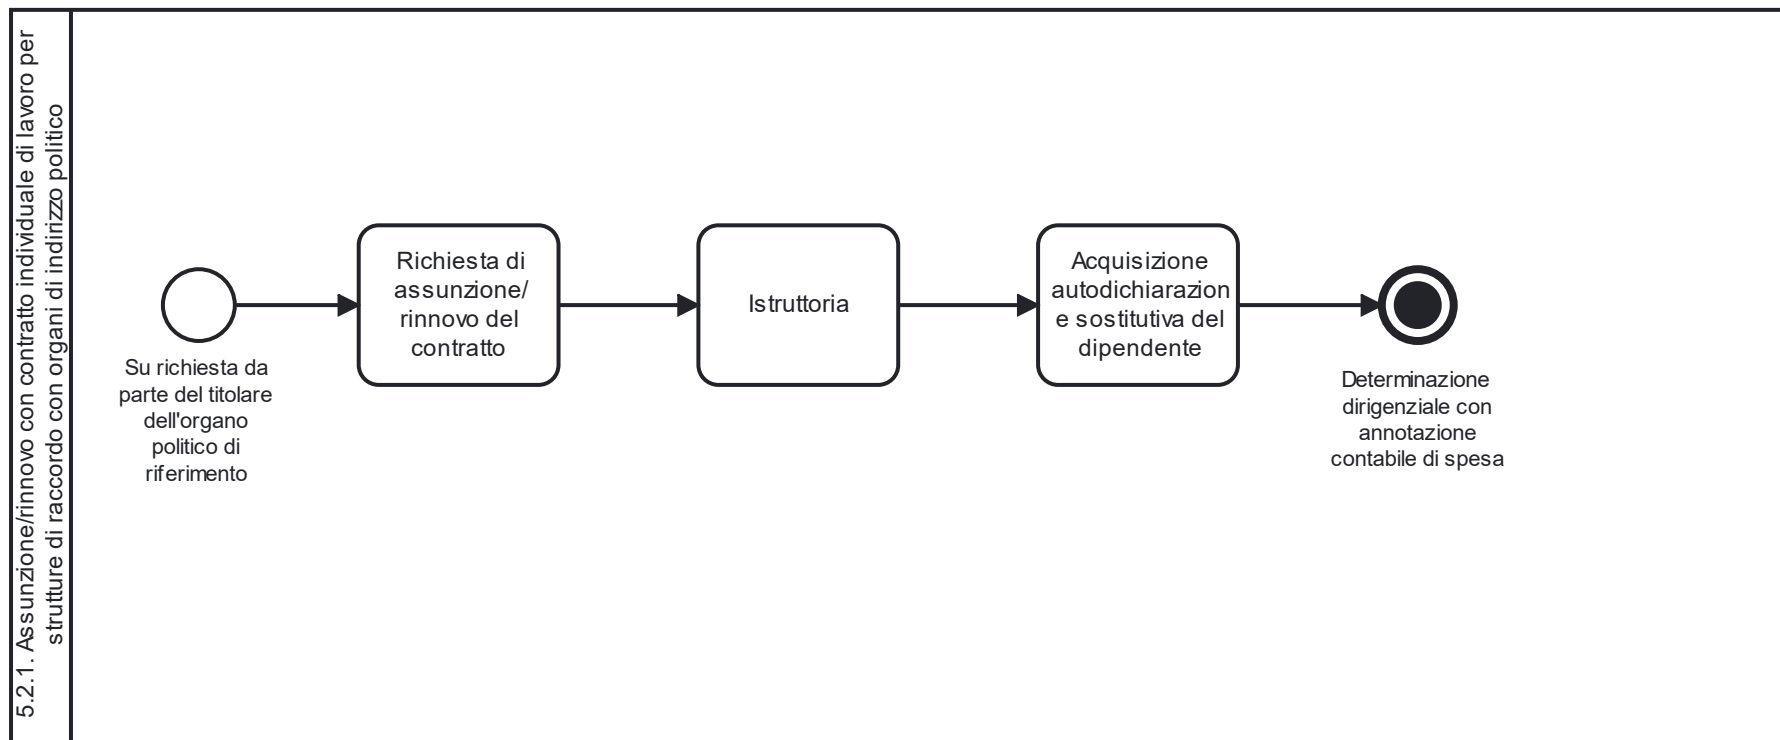 5.2.1. Assunzione/rinnovo con contratto individuale di lavoro per
strutture di raccordo con organi di indirizzo politico
Su richiesta da
parte del titolare
dell'organo
politico di
riferimento
Richiesta di
assunzione/
rinnovo del
contratto
Istruttoria
Acquisizione
autodichiarazion
e sostitutiva del
dipendente
Determinazione
dirigenziale con
annotazione
contabile di spesa